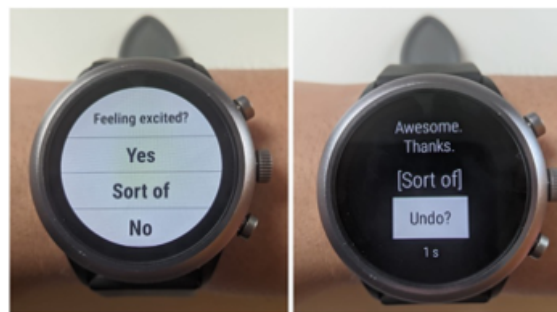 Feeling excited?
Yes
Sort of
No
Awesome.
Thanks.
[Sort of]
Undo?
1 s